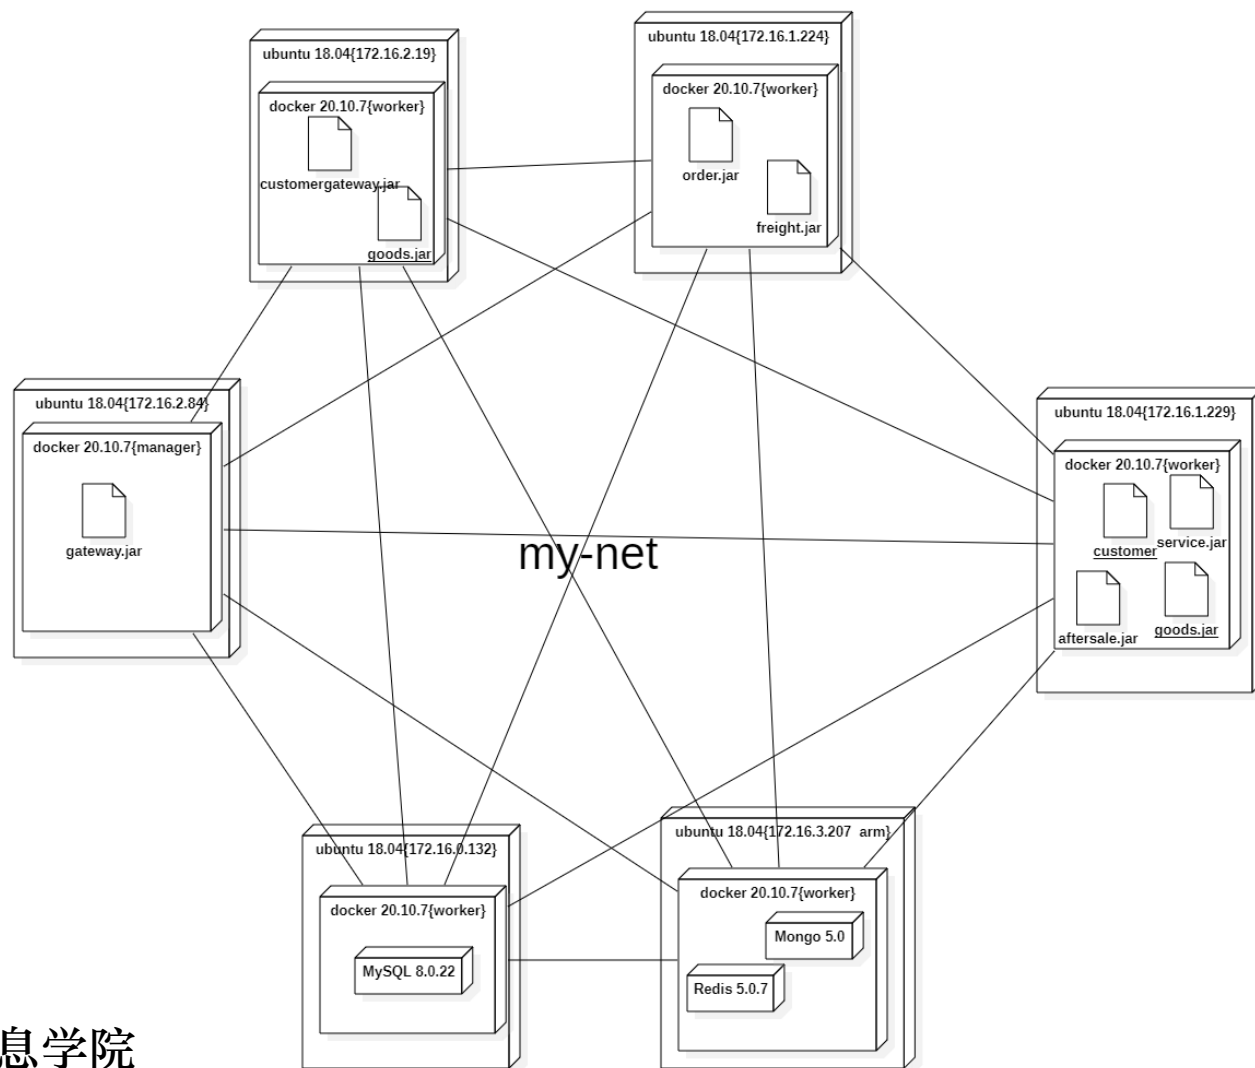 ubuntu 18.04{172.16.2.19}
docker 20.10.7{worker}
customergateway.jar
goods.jar
ubuntu 18.04{172.16.1.224}
docker 20.10.7{worker}
order.jar
freight.jar
ubuntu 18.04{172.16.2.84}
docker 20.10.7{manager}
gateway.jar
my-net
ubuntu 18.04{172.16.1.229}
docker 20.10.7{worker}
customer
service.jar
aftersale.jar
goods.jar
ubuntu 18.04{172.16.0.132}
docker 20.10.7{worker}
MySQL 8.0.22
ubuntu 18.04{172.16.3.207 arm}
docker 20.10.7{worker}
Mongo 5.0
Redis 5.0.7
息学院